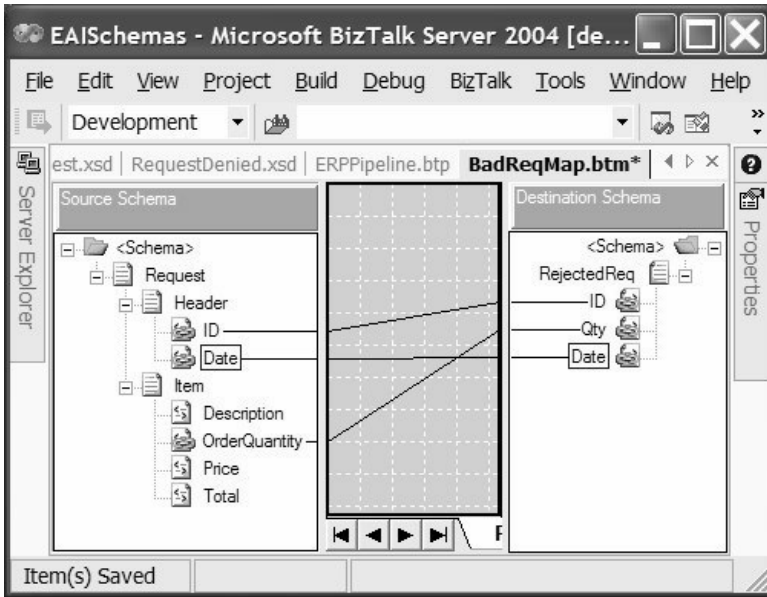 EAISchemas - Microsoft BizTalk Server 2004 [de...
File Edit View Project Build Debug BizTalk Tools Window Help
Development
est.xsd RequestDenied.xsd ERPPipeline.btp BadReqMap.btm*
Server Explorer
Source Schema
<Schema>
Request
Header
ID
Date
Item
Description
OrderQuantity
Price
Total
Destination Schema
<Schema>
RejectedReq
ID
Qty
Date
Properties
Item(s) Saved